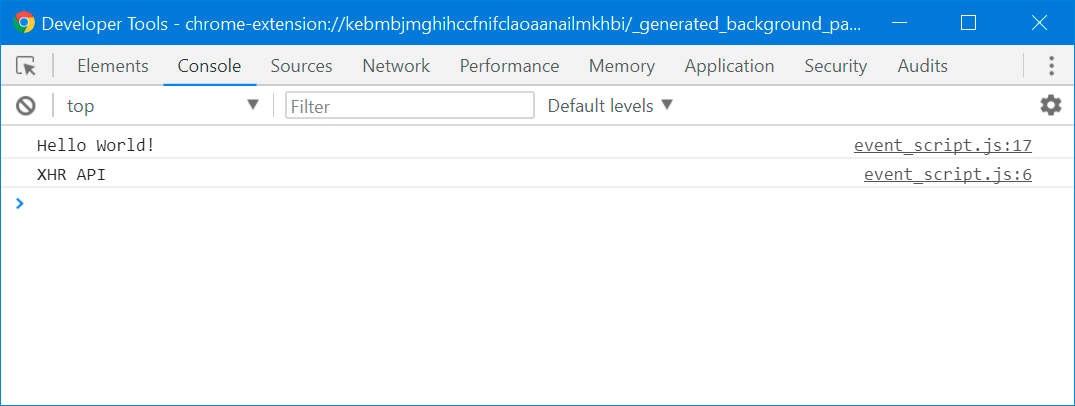 Developer Tools - chrome-extension://kebmbjmghihccfnifclaoaanailmkhbi/_generated_background_pa...
Elements Console Sources Network Performance Memory Application Security Audits
top Filter Default levels
Hello World! event_script.js:17
XHR API event_script.js:6